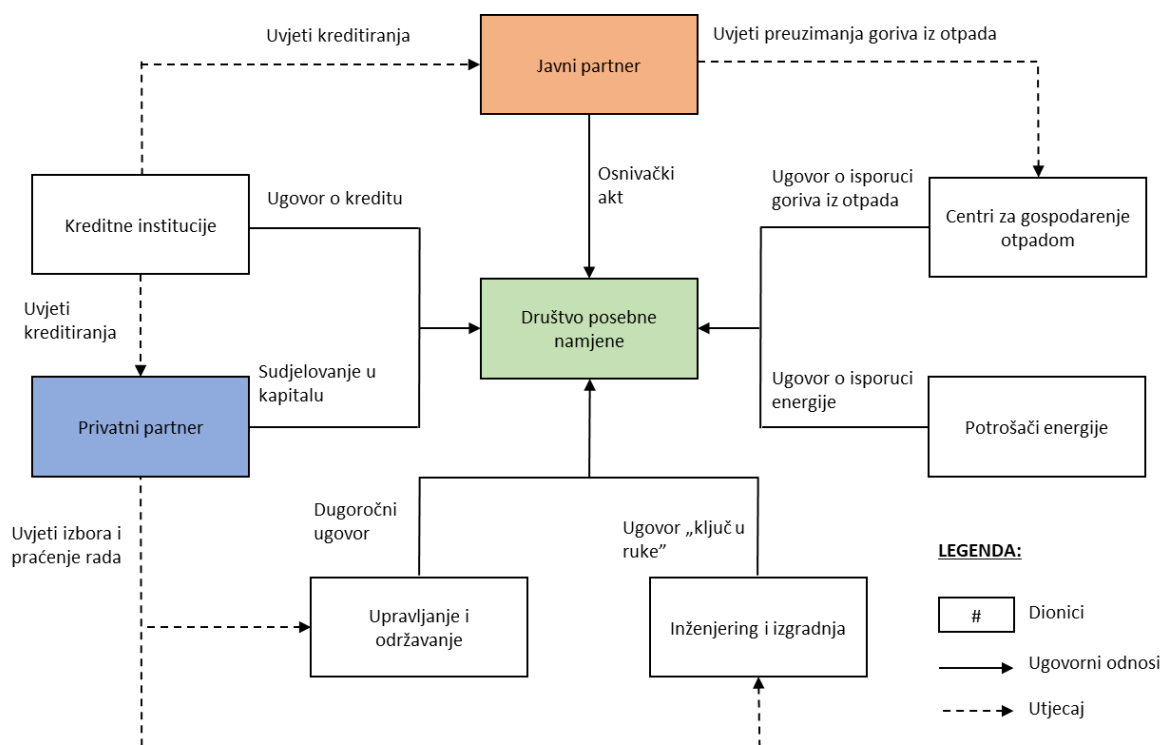 Uvjeti kreditiranja
Uvjeti preuzimanja goriva iz otpada
Javni partner
Osnivački
akt
Ugovor o kreditu
Ugovor o isporuci
goriva iz otpada
Kreditne institucije
Centri za gospodarenje
otpadom
Uvjeti
kreditiranja
Društvo posebne
namjene
Sudjelovanje u
kapitalu
Ugovor o isporuci
energije
Privatni partner
Potrošači energije
Uvjeti izbora i
praćenje rada
Dugoročni
ugovor
Ugovor „ključ u
ruke”
Upravljanje i
održavanje
Inženjering i izgradnja
LEGENDA:
#
Dionici
Ugovorni odnosi
Utjecaj